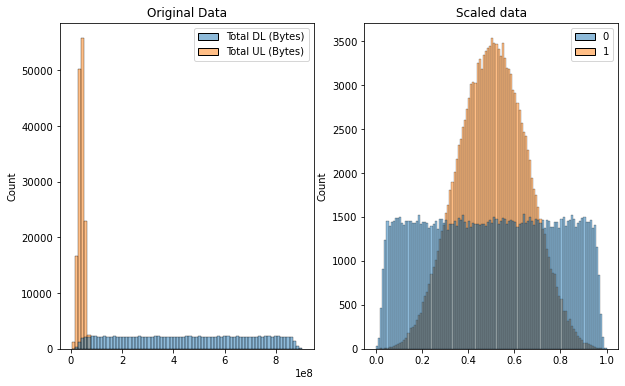 Original Data
Total DL (Bytes)
Total UL (Bytes)
Count
50000
40000
30000
20000
10000
0
0 2 4 6 8
1e8
Scaled data
0
1
Count
3500
3000
2500
2000
1500
1000
500
0
0.0 0.2 0.4 0.6 0.8 1.0